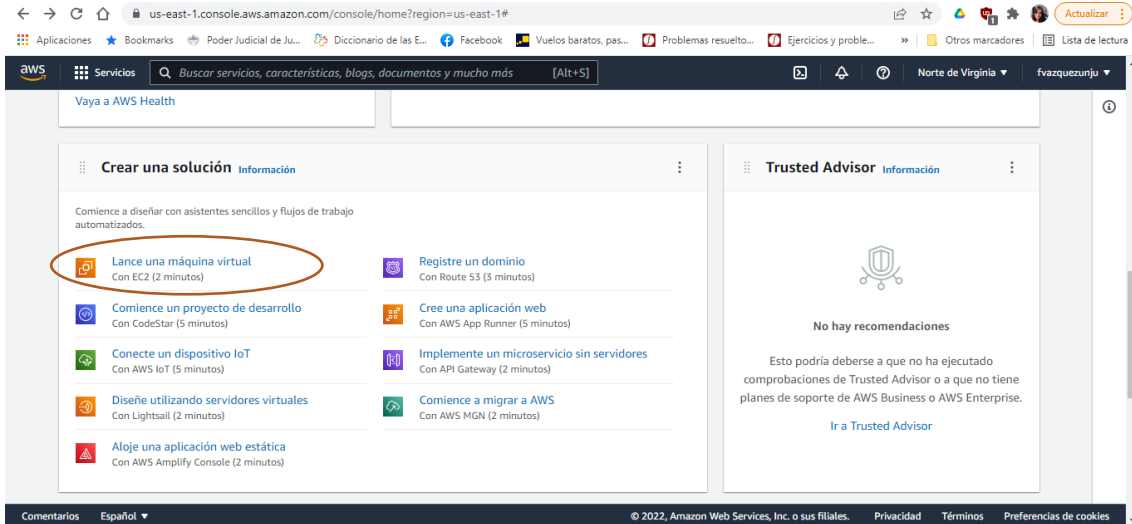 us-east-1.console.aws.amazon.com/console/home?region=us-east-1#
Actualizar
Aplicaciones
Bookmarks
Poder Judicial de Ju...
Diccionario de las E...
Facebook
Vuelos baratos, pas...
Problemas resuelto...
Ejercicios y proble...
»
Otros marcadores
Lista de lectura
aws
Servicios
Buscar servicios, características, blogs, documentos y mucho más
[Alt+S]
Norte de Virginia
fvazquezunju
Vaya a AWS Health
Crear una solución
Información
Comience a diseñar con asistentes sencillos y flujos de trabajo
automatizados.
Lance una máquina virtual
Con EC2 (2 minutos)
Comience un proyecto de desarrollo
Con CodeStar (5 minutos)
Conecte un dispositivo IoT
Con AWS IoT (5 minutos)
Diseñe utilizando servidores virtuales
Con Lightsail (2 minutos)
Aloje una aplicación web estática
Con AWS Amplify Console (2 minutos)
Registre un dominio
Con Route 53 (3 minutos)
Cree una aplicación web
Con AWS App Runner (5 minutos)
Implemente un microservicio sin servidores
Con API Gateway (2 minutos)
Comience a migrar a AWS
Con AWS MGN (2 minutos)
Trusted Advisor
Información
No hay recomendaciones
Esto podría deberse a que no ha ejecutado
comprobaciones de Trusted Advisor o a que no tiene
planes de soporte de AWS Business o AWS Enterprise.
Ir a Trusted Advisor
Comentarios
Español
© 2022, Amazon Web Services, Inc. o sus filiales.
Privacidad
Términos
Preferencias de cookies